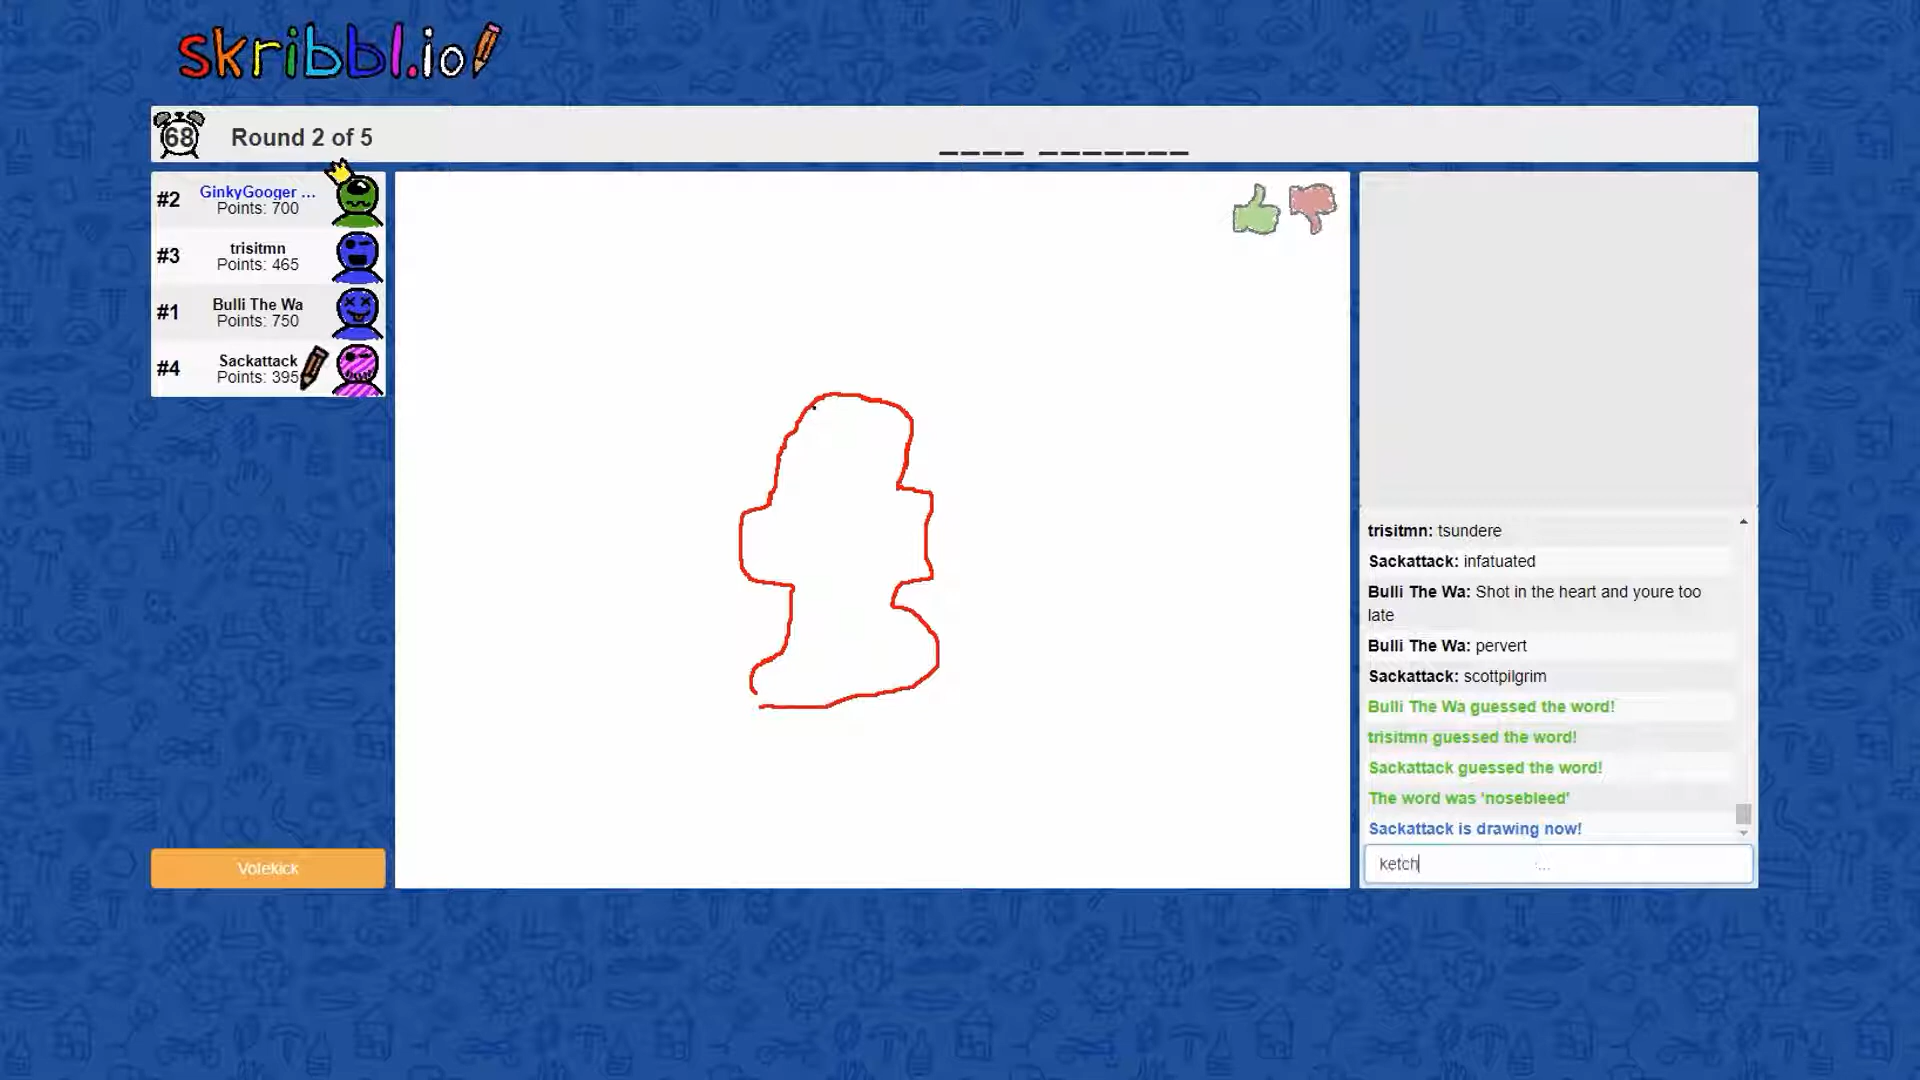 skribbl.io
68
Round 2 of 5
____ _______
#2
GinkyGooger ...
Points: 700
#3
trisitmn
Points: 465
#1
Bulli The Wa
Points: 750
#4
Sackattack
Points: 395
Votekick
trisitmn: tsundere
Sackattack: infatuated
Bulli The Wa: Shot in the heart and youre too
late
Bulli The Wa: pervert
Sackattack: scottpilgrim
Bulli The Wa guessed the word!
trisitmn guessed the word!
Sackattack guessed the word!
The word was 'nosebleed'
Sackattack is drawing now!
ketch